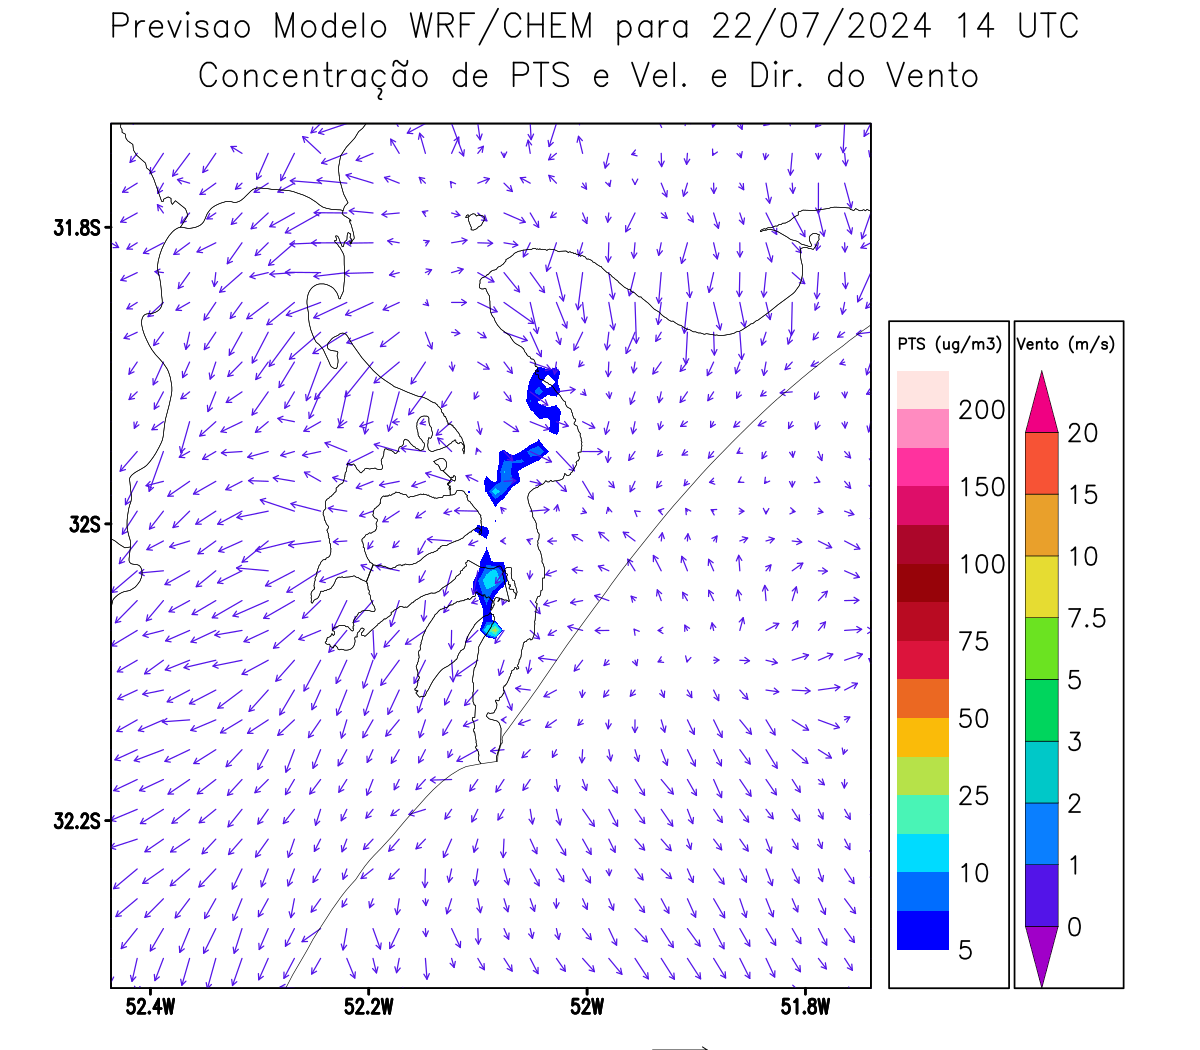 Previsao Modelo WRF/CHEM para 22/07/2024 14 UTC
Concentração de PTS e Vel. e Dir. do Vento
31.8S
32S
32.2S
52.4W
52.2W
52W
51.8W
PTS (ug/m3)
200
150
100
75
50
25
10
5
Vento (m/s)
20
15
10
7.5
5
3
2
1
0